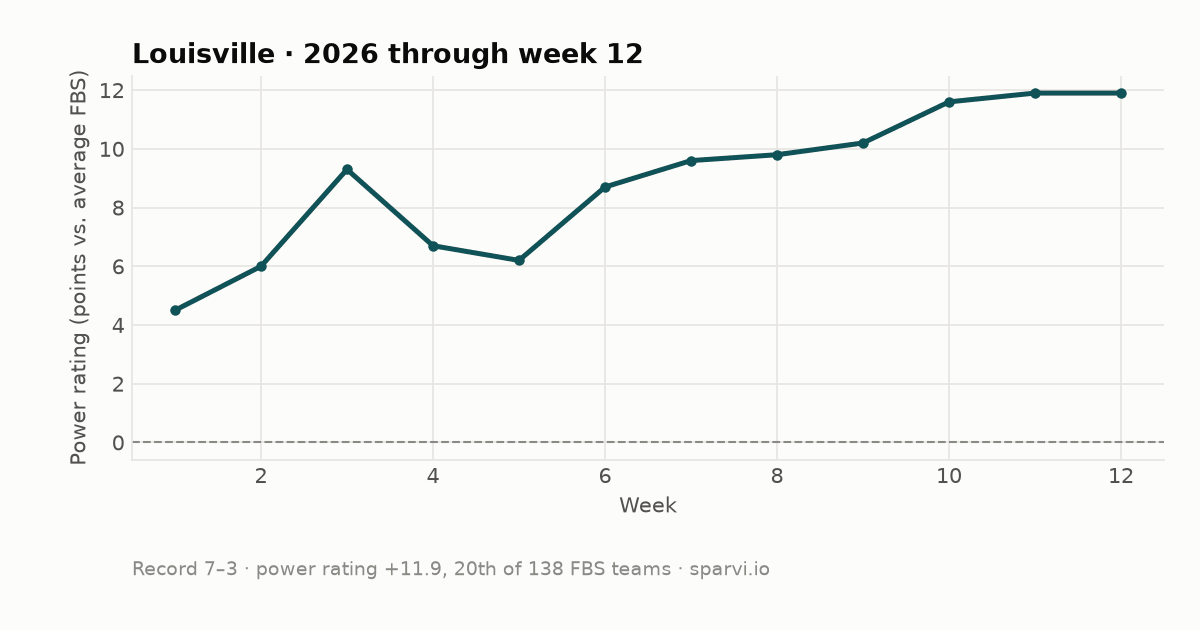 Louisville · 2026 through week 12
Power rating (points vs. average FBS)
12
10
8
6
4
2
0
2 4 6 8 10 12
Week
Record 7–3 · power rating +11.9, 20th of 138 FBS teams · sparvi.io